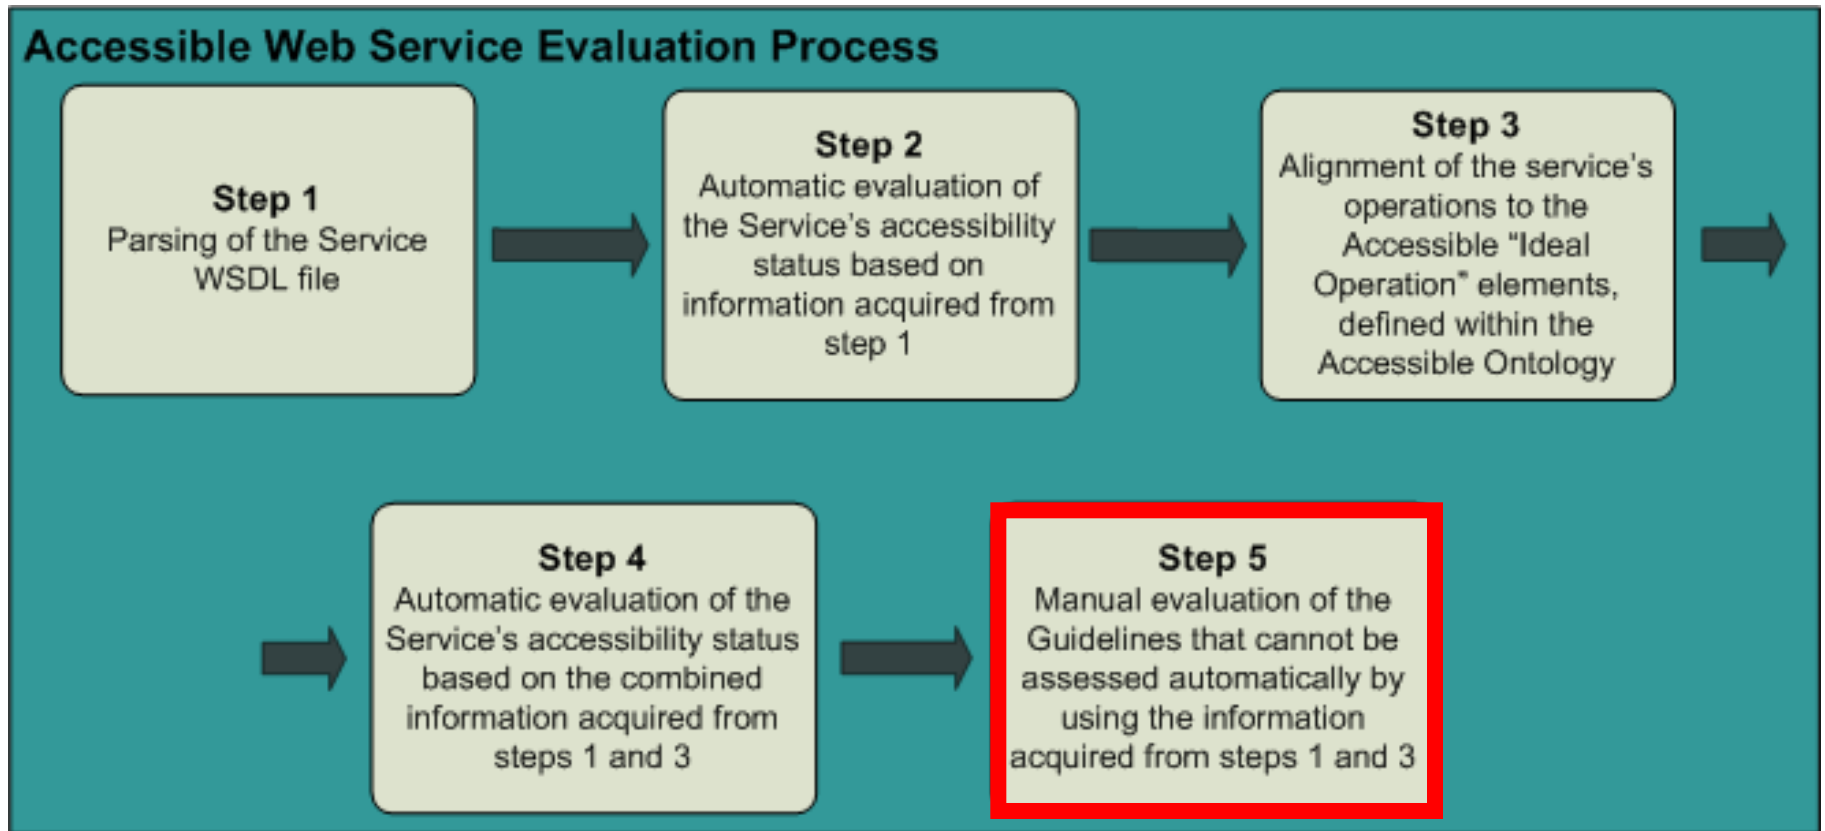 Accessible Web Service Evaluation Process
Step 1
Parsing of the Service
WSDL file
Step 2
Automatic evaluation of
the Service's accessibility
status based on
information acquired from
step 1
Step 3
Alignment of the service's
operations to the
Accessible "Ideal
Operation" elements,
defined within the
Accessible Ontology
Step 4
Automatic evaluation of the
Service's accessibility status
based on the combined
information acquired from
steps 1 and 3
Step 5
Manual evaluation of the
Guidelines that cannot be
assessed automatically by
using the information
acquired from steps 1 and 3